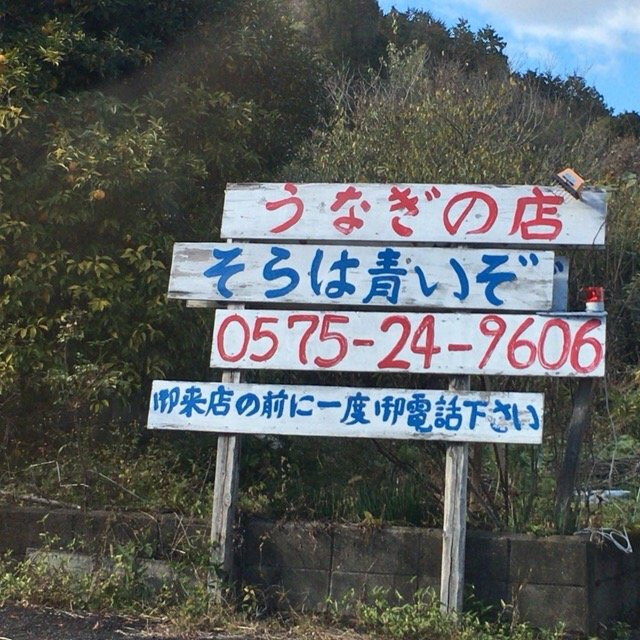 うなぎの店
そらは青いぞ
0575-24-9606
御来店の前に一度御電話下さい